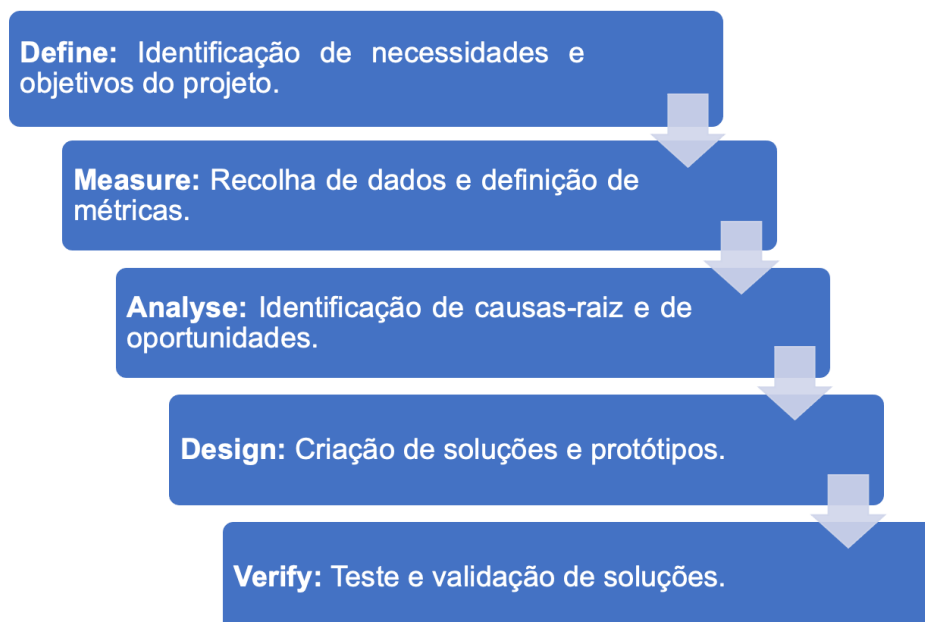 Define: Identificação de necessidades e
objetivos do projeto.
Measure: Recolha de dados e definição de
métricas.
Analyse: Identificação de causas-raiz e de
oportunidades.
Design: Criação de soluções e protótipos.
Verify: Teste e validação de soluções.